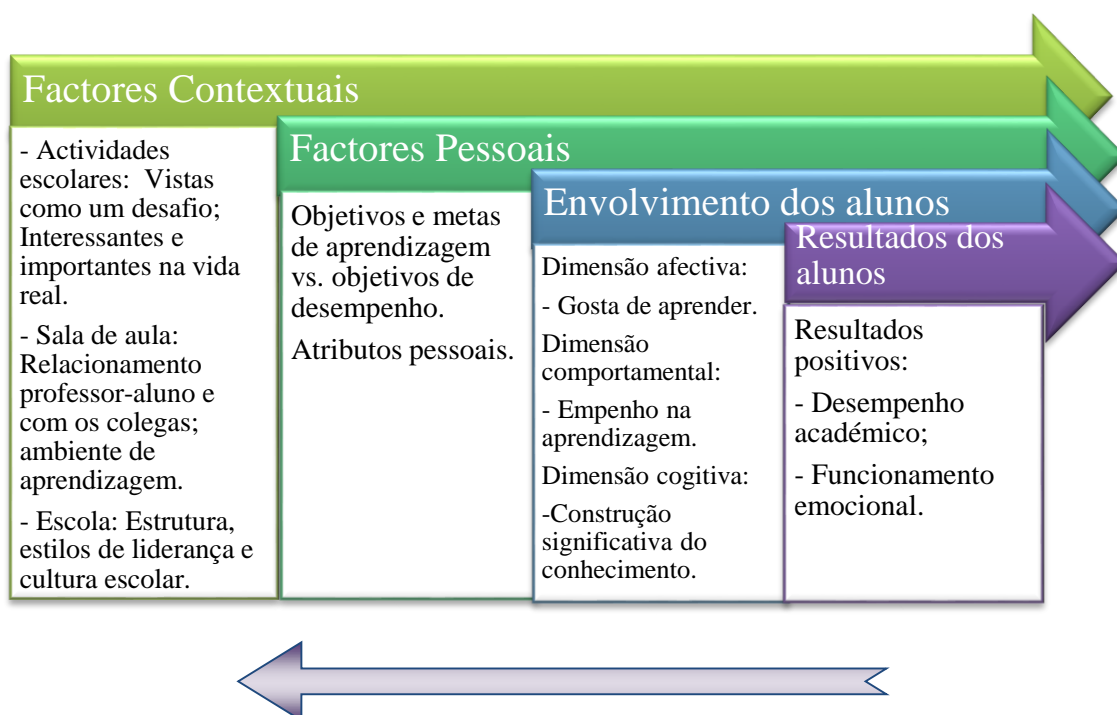 Factores Contextuais
- Actividades
escolares:  Vistas
como um desafio;
Interessantes e
importantes na vida
real.
- Sala de aula:
Relacionamento
professor-aluno e
com os colegas;
ambiente de
aprendizagem.
- Escola: Estrutura,
estilos de liderança e
cultura escolar.
Factores Pessoais
Objetivos e metas
de aprendizagem
vs. objetivos de
desempenho.
Atributos pessoais.
Envolvimento dos alunos
Dimensão afectiva:
- Gosta de aprender.
Dimensão
comportamental:
- Empenho na
aprendizagem.
Dimensão cogitiva:
-Construção
significativa do
conhecimento.
Resultados dos
alunos
Resultados
positivos:
- Desempenho
académico;
- Funcionamento
emocional.